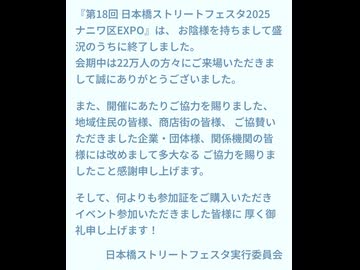 『第18回 日本橋ストリートフェスタ2025
ナニワ区EXPO』は、 お陰様を持ちまして盛
況のうちに終了しました。
会期中は22万人の方々にご来場いただきま
して誠にありがとうございました。
また、開催にあたりご協力を賜りました、
地域住民の皆様、商店街の皆様、 ご協賛い
ただきました企業・団体様、関係機関の皆
様には改めまして多大なる ご協力を賜りま
したこと感謝申し上げます。
そして、何よりも参加証をご購入いただき
イベント参加いただきました皆様に 厚く御
礼申し上げます！
日本橋ストリートフェスタ実行委員会